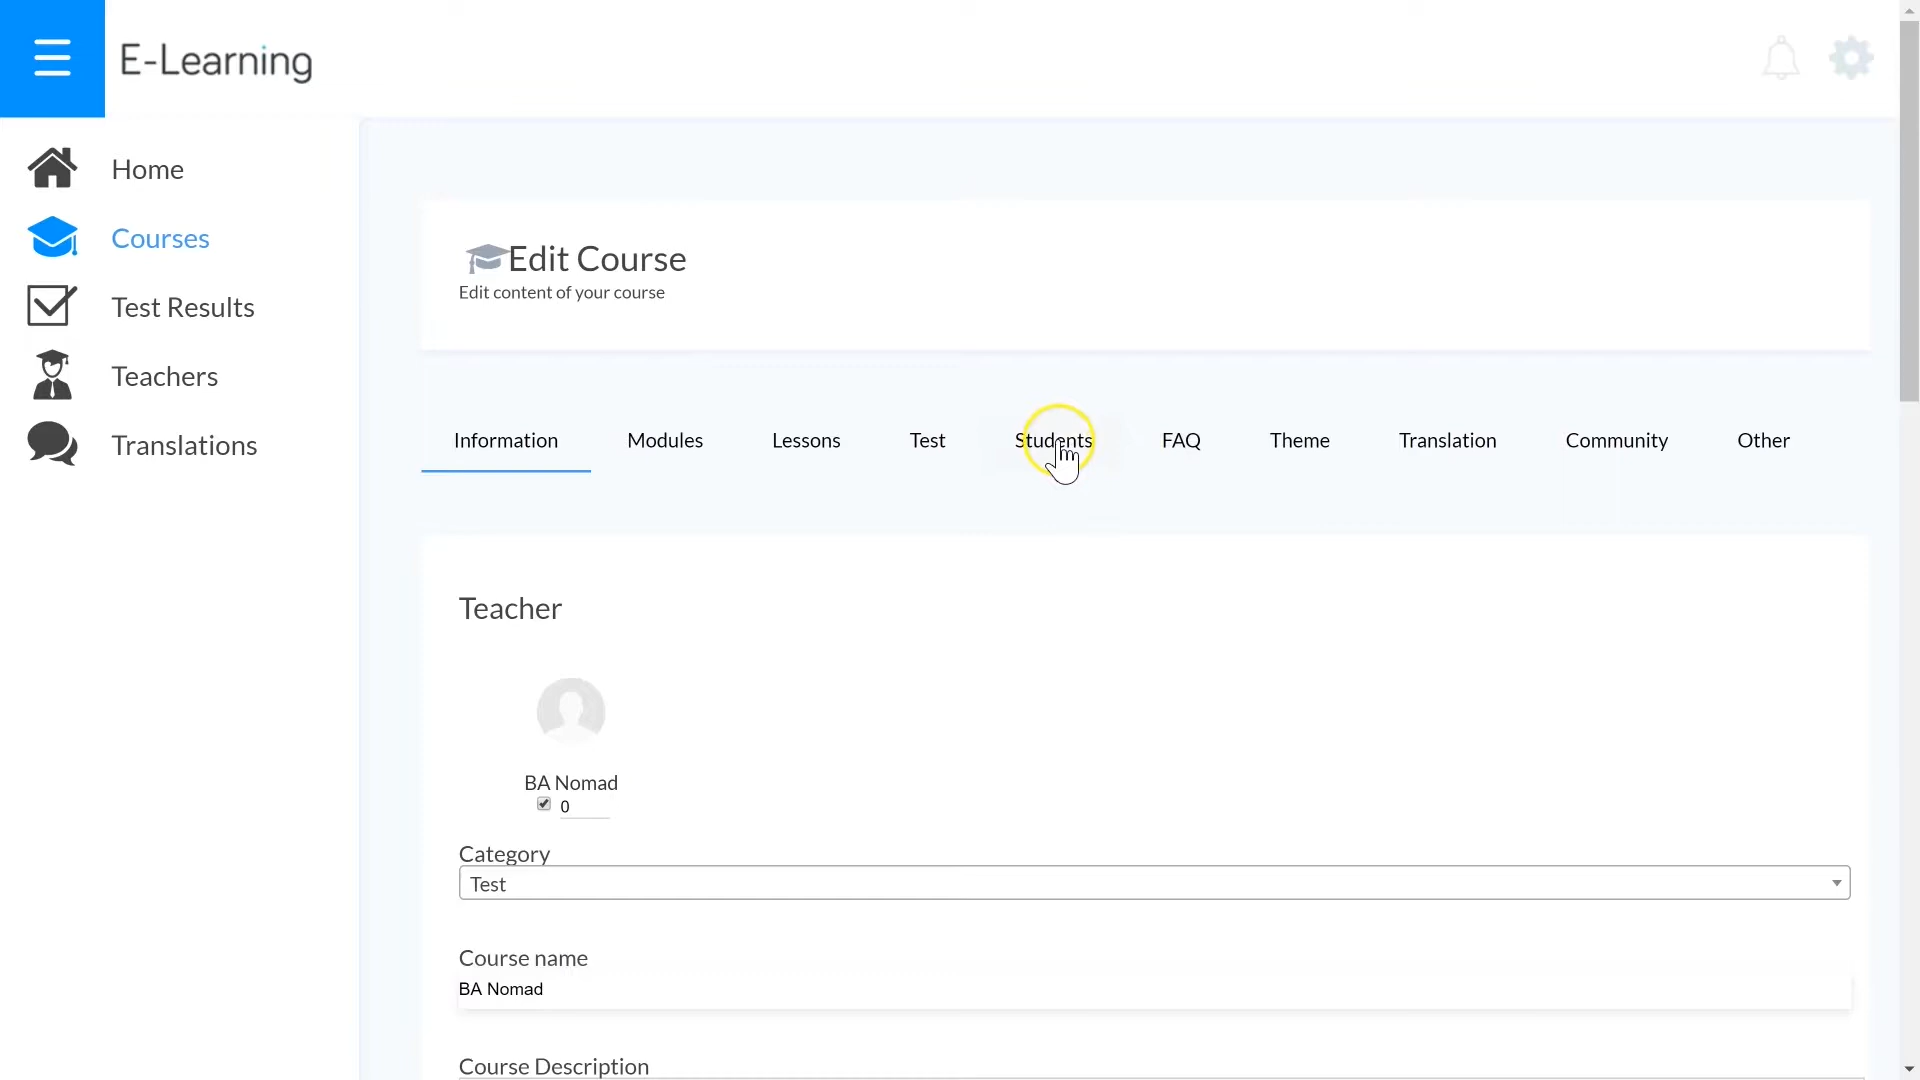 E-Learning
Home
Courses
Test Results
Teachers
Translations
Edit Course
Edit content of your course
Information Modules Lessons Test Students FAQ Theme Translation Community Other
Teacher
BA Nomad
0
Category
Test
Course name
BA Nomad
Course Description